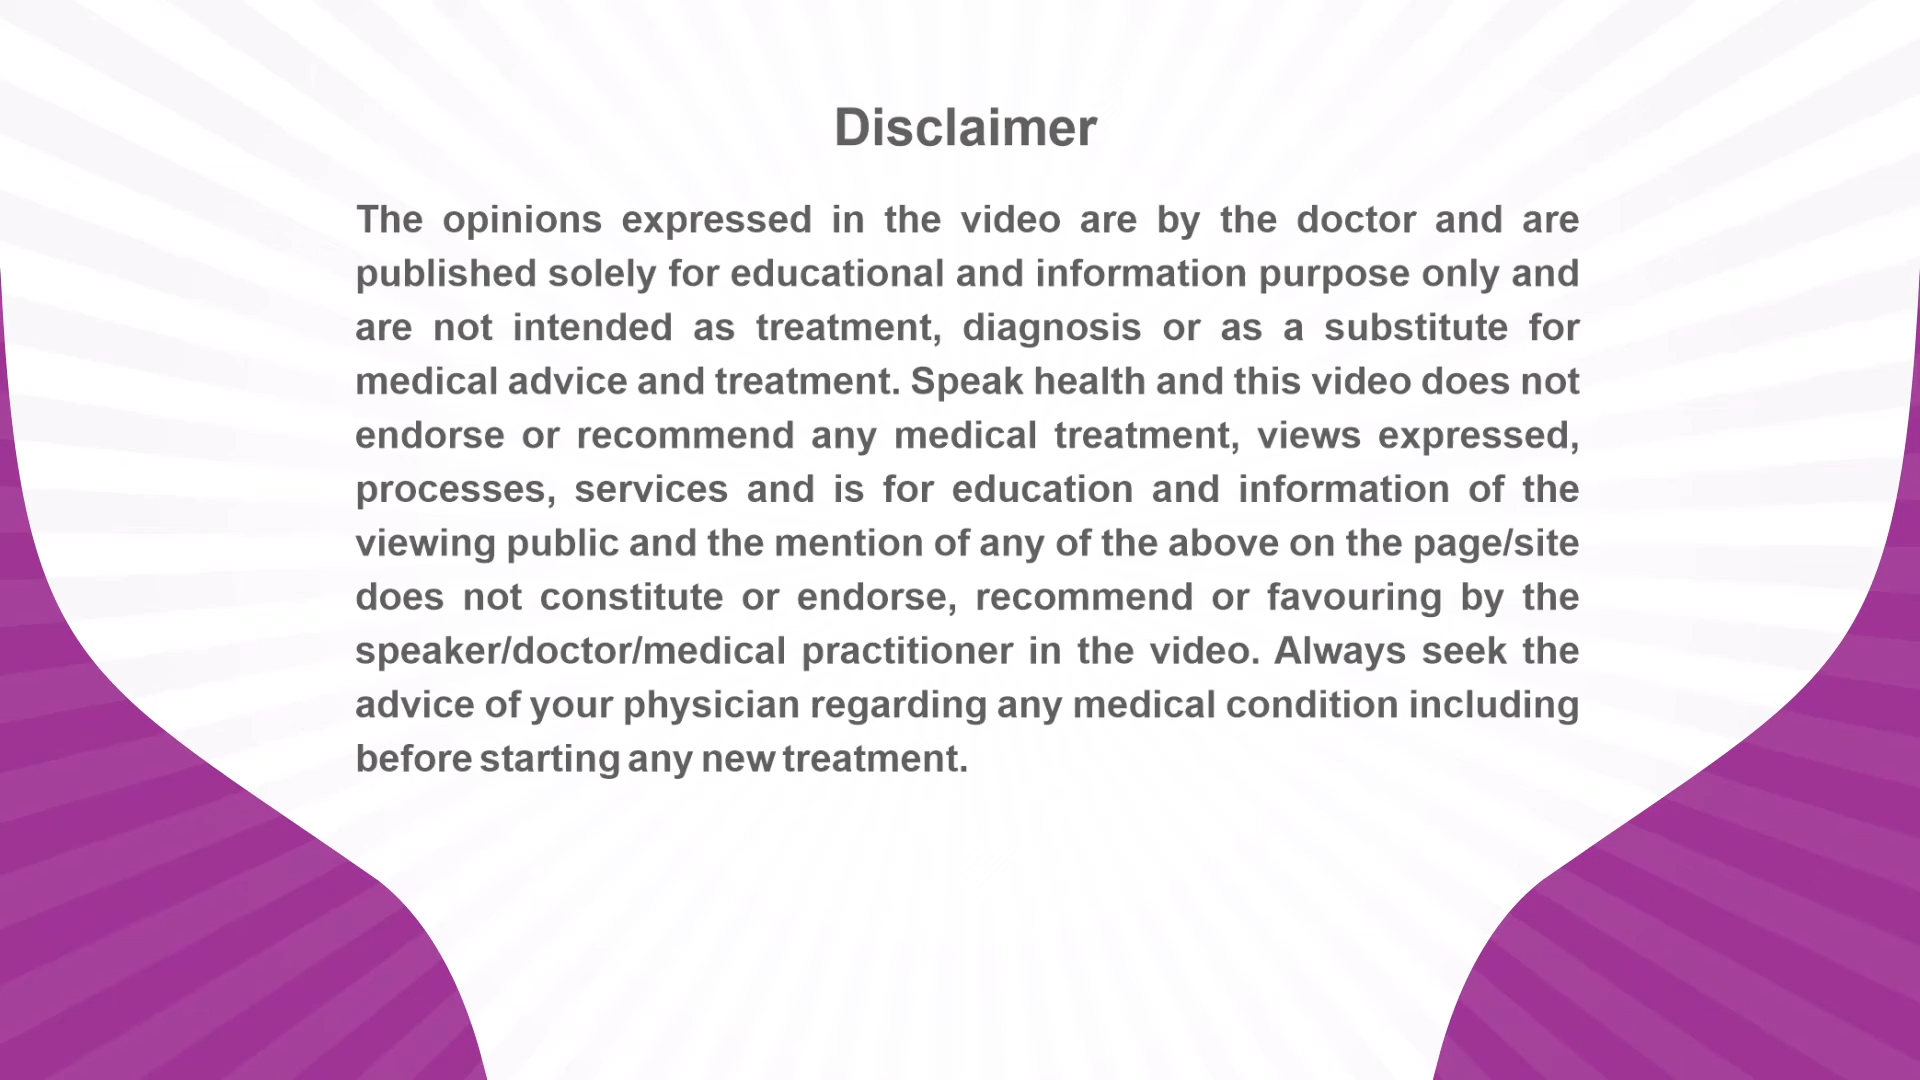 Disclaimer
The opinions expressed in the video are by the doctor and are
published solely for educational and information purpose only and
are not intended as treatment, diagnosis or as a substitute for
medical advice and treatment. Speak health and this video does not
endorse or recommend any medical treatment, views expressed,
processes, services and is for education and information of the
viewing public and the mention of any of the above on the page/site
does not constitute or endorse, recommend or favouring by the
speaker/doctor/medical practitioner in the video. Always seek the
advice of your physician regarding any medical condition including
before starting any new treatment.